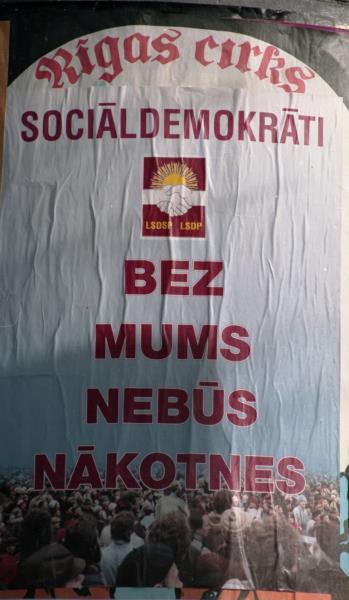 Rīgas cirks
SOCIĀLDEMOKRĀTI
LSDSP LSDP
BEZ
MUMS
NEBŪS
NĀKOTNES